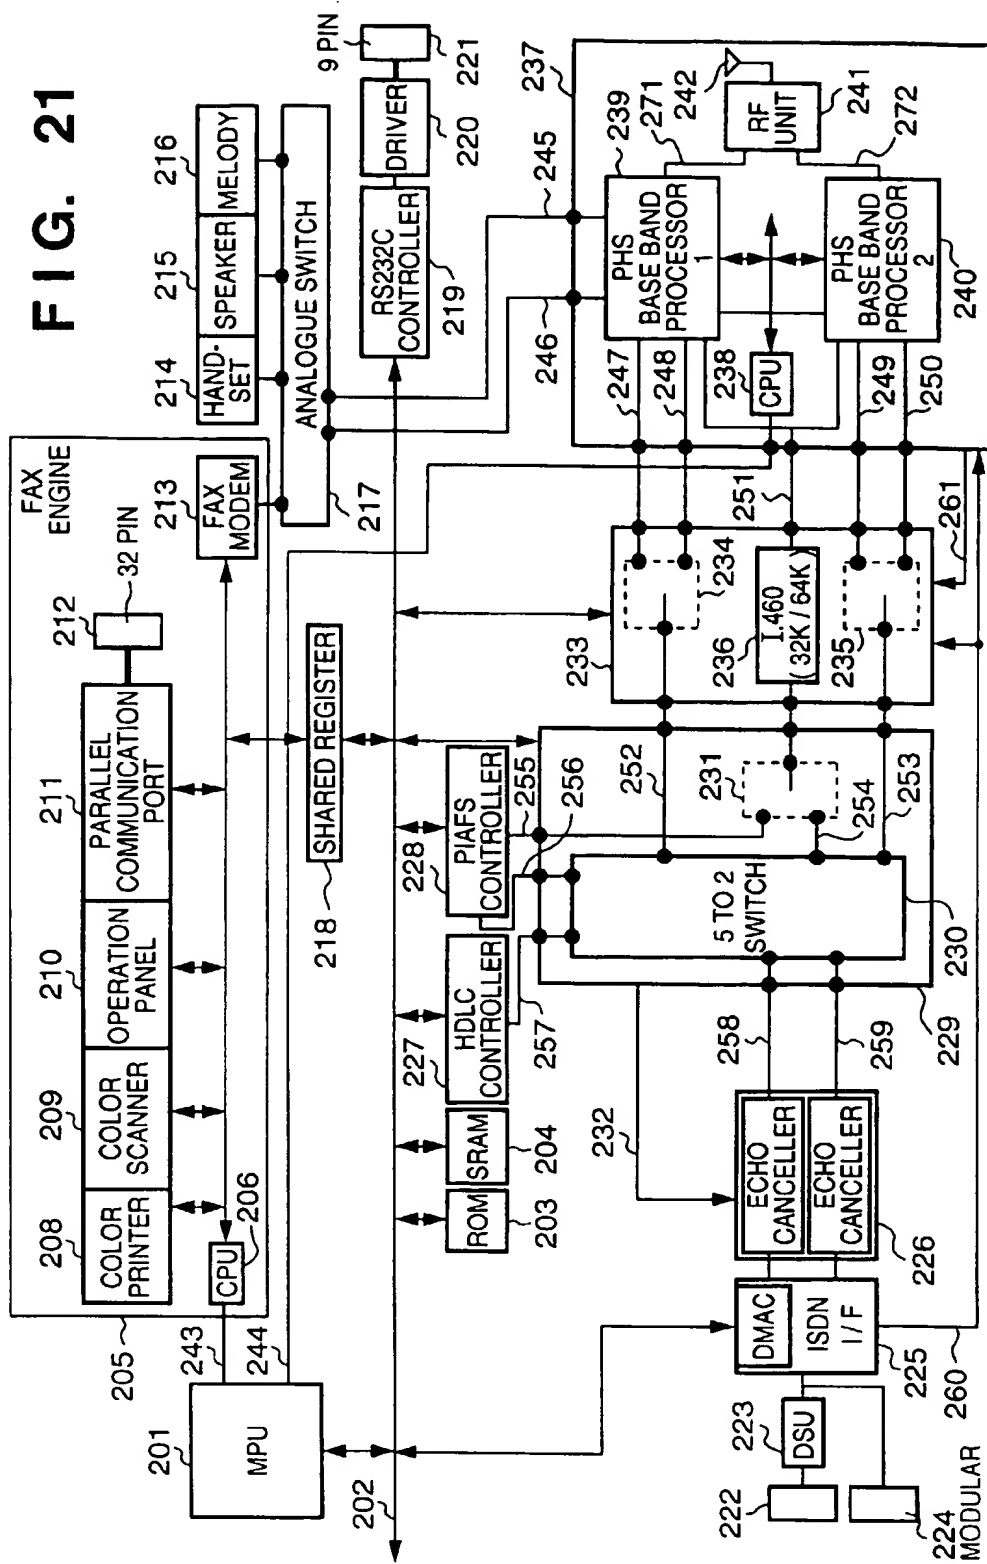 FIG. 21
FAX
ENGINE
205
208
COLOR
PRINTER
209
COLOR
SCANNER
210
OPERATION
PANEL
211
PARALLEL
COMMUNICATION
PORT
212
32 PIN
CPU
206
213
FAX
MODEM
214
HAND-
SET
215
SPEAKER
216
MELODY
ANALOGUE SWITCH
217
201
MPU
243
244
202
SHARED REGISTER
218
9 PIN
221
DRIVER
220
RS232C
CONTROLLER
219
ROM
203
SRAM
204
227
HDLC
CONTROLLER
257
228
PIAFS
CONTROLLER
255
256
232
222
223
DSU
224
MODULAR
DMAC
ISDN
I/F
225
260
ECHO
CANCELLER
ECHO
CANCELLER
226
258
259
229
5 TO 2
SWITCH
230
231
252
253
254
233
234
236
I.460
(32K / 64K)
235
251
261
245
246
247
248
249
250
237
238
CPU
239
PHS
BASE BAND
PROCESSOR
1
PHS
BASE BAND
PROCESSOR
2
240
271
272
242
RF
UNIT
241